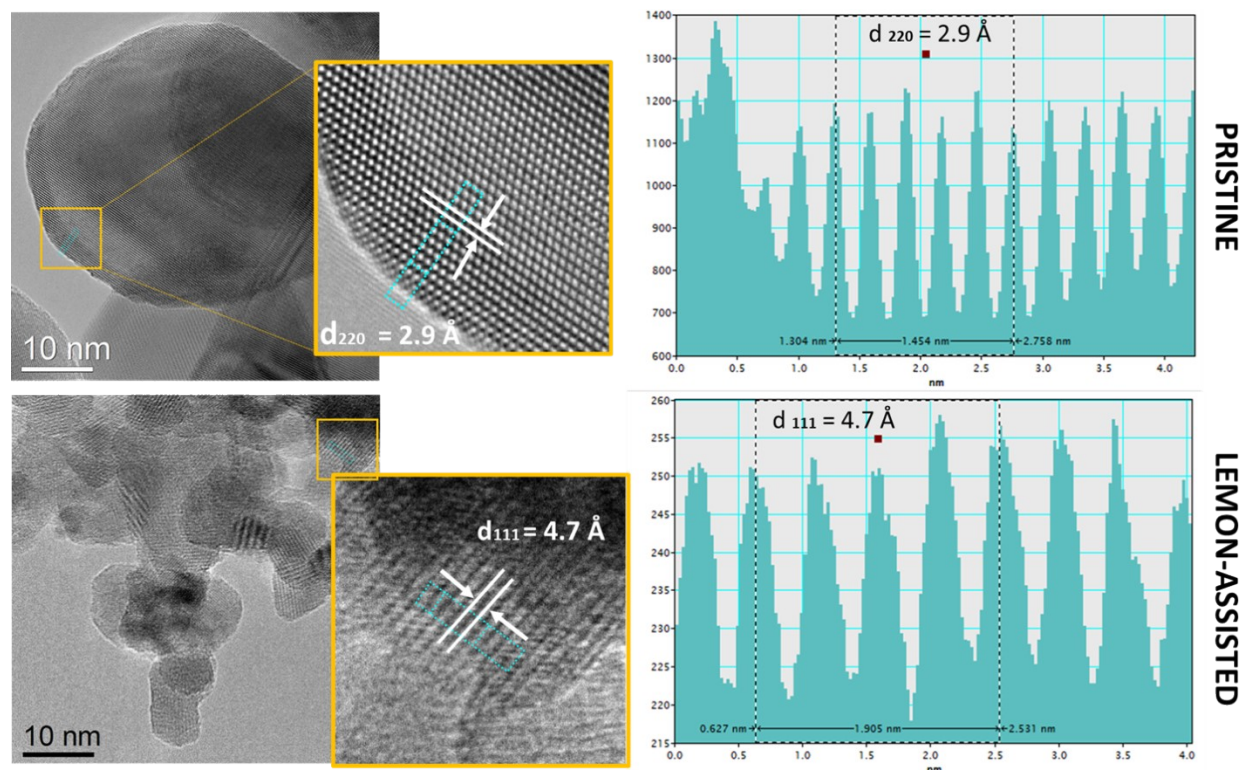 10 nm
d220 = 2.9 Å
d 220 = 2.9 Å
1400
1300
1200
1100
1000
900
800
700
600
1.304 nm
1.454 nm
2.758 nm
0.0 0.5 1.0 1.5 2.0 2.5 3.0 3.5 4.0
nm
PRISTINE
10 nm
d111 = 4.7 Å
d 111 = 4.7 Å
260
255
250
245
240
235
230
225
220
215
0.627 nm
1.905 nm
2.531 nm
0.0 0.5 1.0 1.5 2.0 2.5 3.0 3.5 4.0
nm
LEMON-ASSISTED